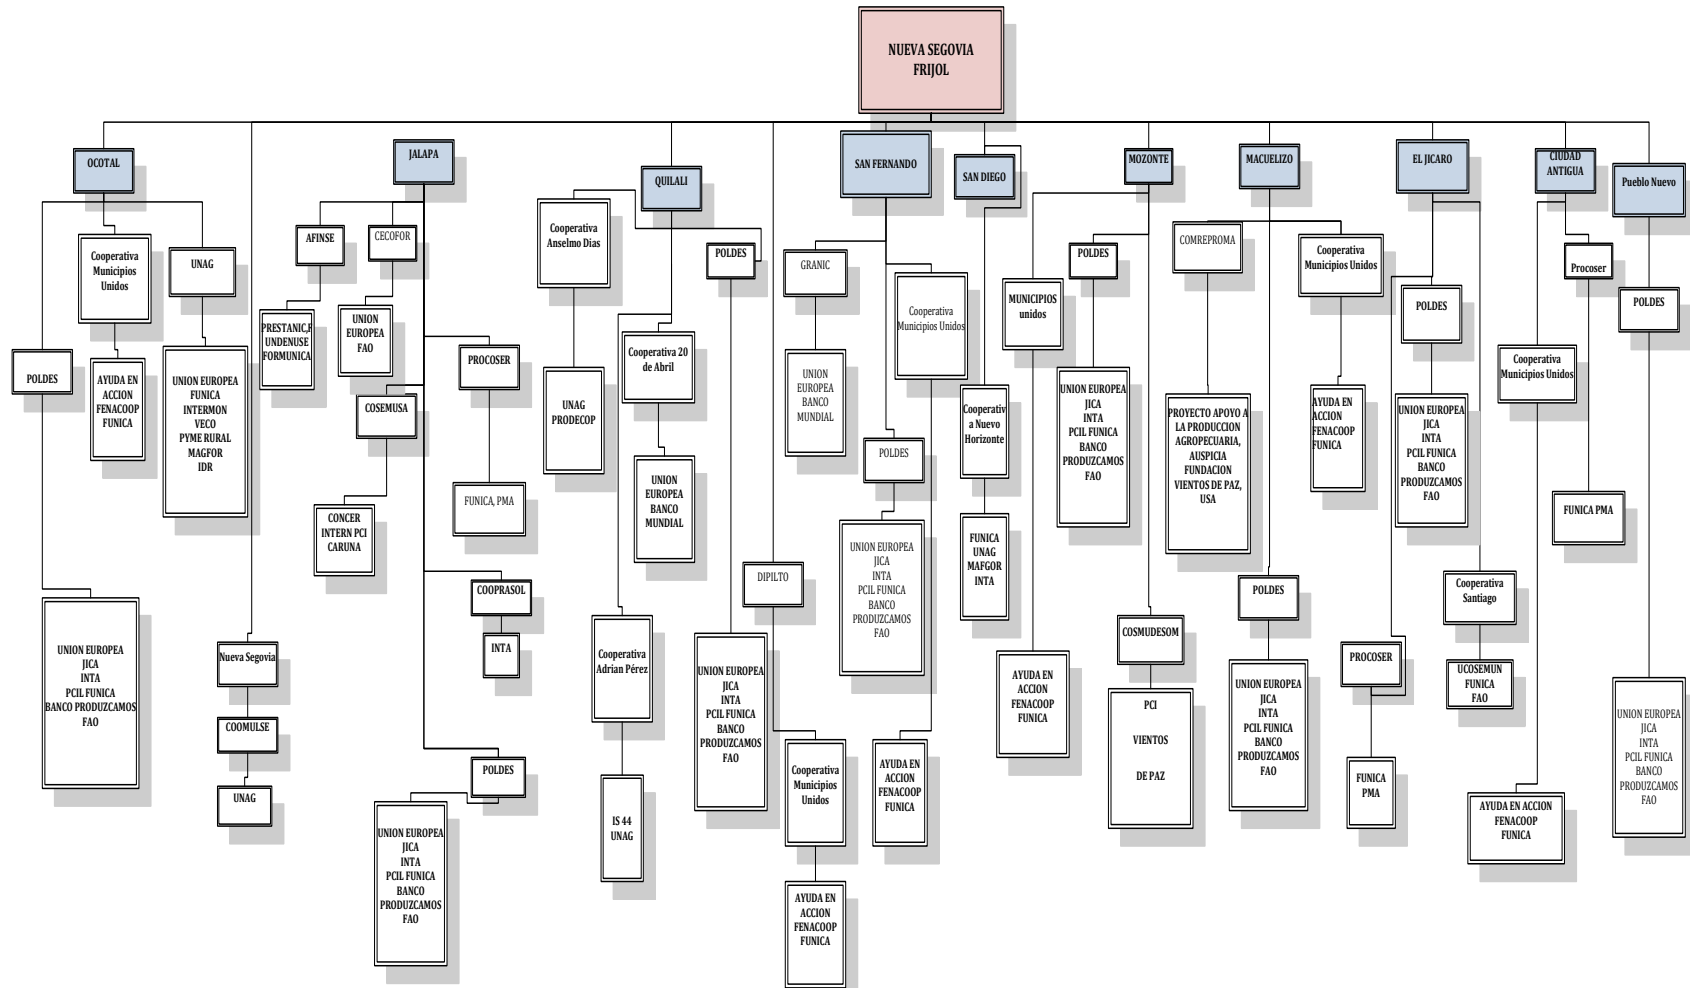 NUEVA SEGOVIA
FRIJOL
OCOTAL
POLDES
UNION EUROPEA
JICA
INTA
PCIL FUNICA
BANCO PRODUZCAMOS
FAO
Cooperativa
Municipios
Unidos
AYUDA EN
ACCION
FENACOOP
FUNICA
UNAG
UNION EUROPEA
FUNICA
INTERMON
VECO
PYME RURAL
MAGFOR
IDR
Nueva Segovia
COOMULSE
UNAG
JALAPA
AFINSE
PRESTANIC,F
UNDENUSE
FORMUNICA
CECOFOR
UNION
EUROPEA
FAO
COSEMUSA
CONCER
INTERN PCI
CARUNA
PROCOSER
FUNICA, PMA
COOPRASOL
INTA
POLDES
UNION EUROPEA
JICA
INTA
PCIL FUNICA
BANCO
PRODUZCAMOS
FAO
QUILALI
Cooperativa
Anselmo Dias
UNAG
PRODECOP
Cooperativa 20
de Abril
UNION
EUROPEA
BANCO
MUNDIAL
Cooperativa
Adrian Pérez
IS 44
UNAG
POLDES
UNION EUROPEA
JICA
INTA
PCIL FUNICA
BANCO
PRODUZCAMOS
FAO
DIPILTO
Cooperativa
Municipios
Unidos
AYUDA EN
ACCION
FENACOOP
FUNICA
SAN FERNANDO
GRANIC
UNION
EUROPEA
BANCO
MUNDIAL
Cooperativa
Municipios Unidos
AYUDA EN
ACCION
FENACOOP
FUNICA
POLDES
UNION EUROPEA
JICA
INTA
PCIL FUNICA
BANCO
PRODUZCAMOS
FAO
SAN DIEGO
Cooperativ
a Nuevo
Horizonte
FUNICA
UNAG
MAFGOR
INTA
MOZONTE
MUNICIPIOS
unidos
AYUDA EN
ACCION
FENACOOP
FUNICA
POLDES
UNION EUROPEA
JICA
INTA
PCIL FUNICA
BANCO
PRODUZCAMOS
FAO
COSMUDESOM
PCI
VIENTOS
DE PAZ
MACUELIZO
COMREPROMA
PROYECTO APOYO A
LA PRODUCCION
AGROPECUARIA,
AUSPICIA
FUNDACION
VIENTOS DE PAZ,
USA
Cooperativa
Municipios Unidos
AYUDA EN
ACCION
FENACOOP
FUNICA
POLDES
UNION EUROPEA
JICA
INTA
PCIL FUNICA
BANCO
PRODUZCAMOS
FAO
EL JICARO
POLDES
UNION EUROPEA
JICA
INTA
PCIL FUNICA
BANCO
PRODUZCAMOS
FAO
PROCOSER
FUNICA
PMA
Cooperativa
Santiago
UCOSEMUN
FUNICA
FAO
CIUDAD
ANTIGUA
Procoser
FUNICA PMA
Cooperativa
Municipios Unidos
AYUDA EN ACCION
FENACOOP
FUNICA
Pueblo Nuevo
POLDES
UNION EUROPEA
JICA
INTA
PCIL FUNICA
BANCO
PRODUZCAMOS
FAO